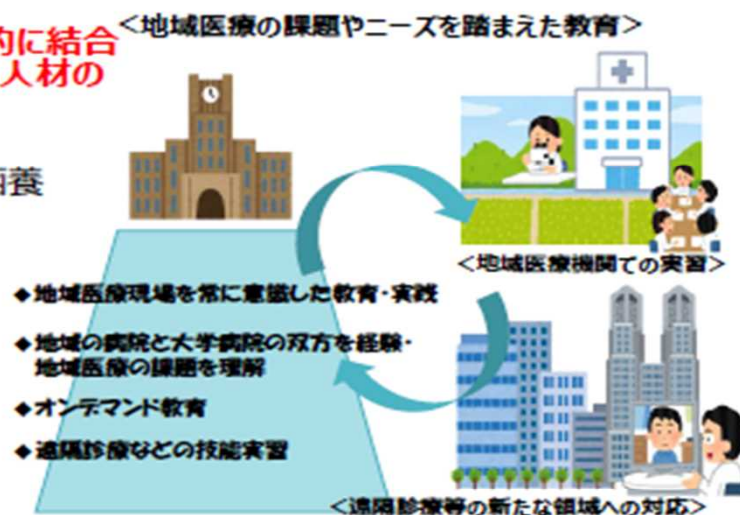 的に結合
人材の
養
<地域医療の課題やニーズを踏まえた教育>
<地域医療機関での実習>
◆地域医療現場を常に意識した教育・実践
◆地域の病院と大学病院の双方を経験・
地域医療の課題を理解
◆オンデマンド教育
◆遠隔診療などの技能実習
<遠隔診療等の新たな領域への対応>